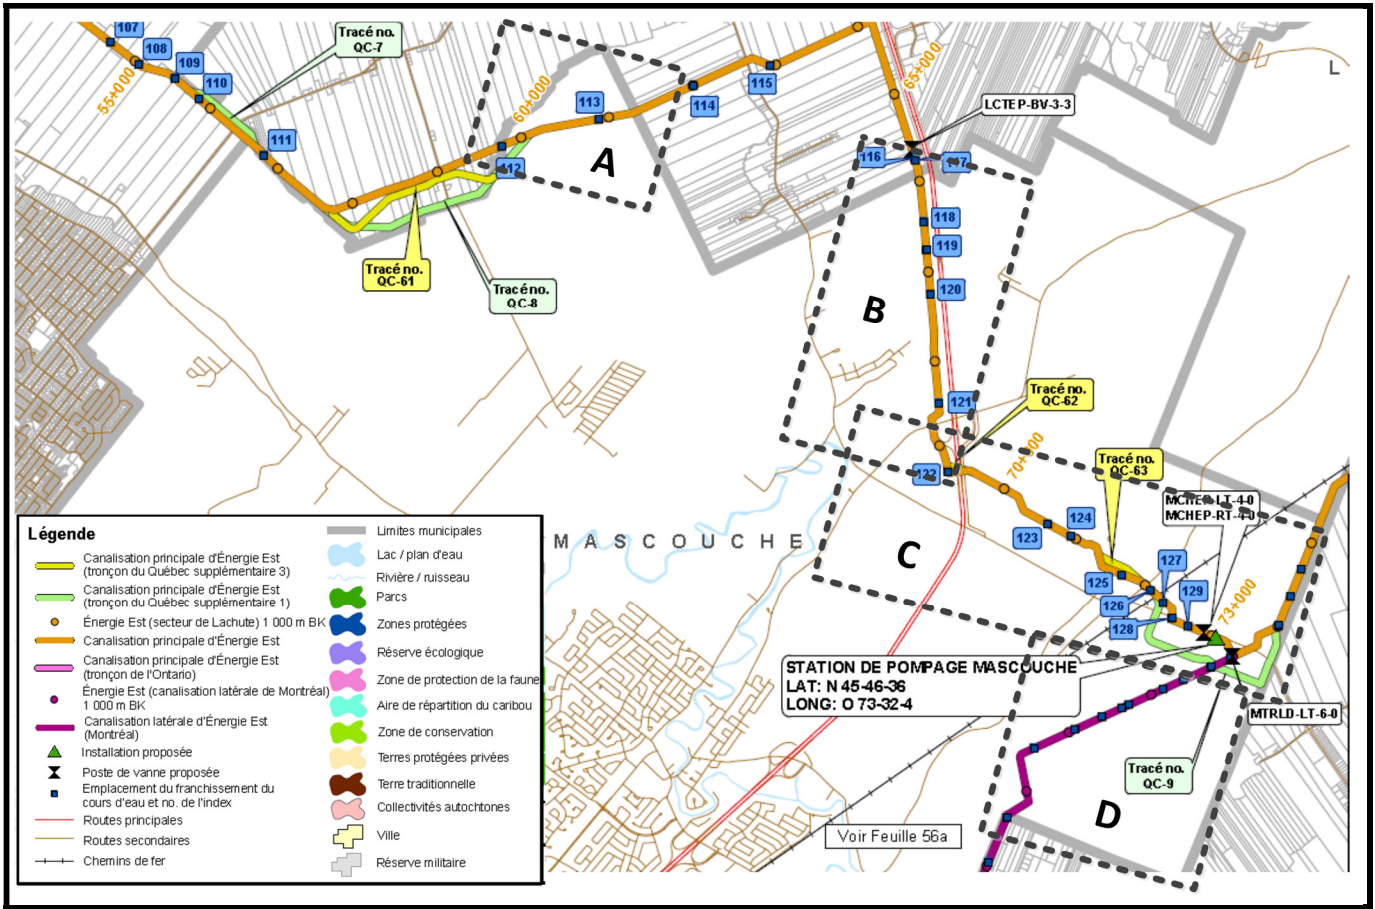 107
108
109
110
111
55+000
Tracé no.
QC-7
60+000
112
113
114
115
A
Tracé no.
QC-61
Tracé no.
QC-8
65+000
LCTEP-BV-3-3
L
116
117
118
119
120
B
121
Tracé no.
QC-62
122
70+000
Tracé no.
QC-63
MCHEP-LT-4-0
MCHEP-RT-4-0
C
123
124
125
126
127
128
129
73+000
MASCOUCHE
STATION DE POMPAGE MASCOUCHE
LAT: N 45-46-36
LONG: O 73-32-4
MTRLD-LT-6-0
Tracé no.
QC-9
D
Voir Feuille 56a
Légende
Canalisation principale d'Énergie Est
(tronçon du Québec supplémentaire 3)
Canalisation principale d'Énergie Est
(tronçon du Québec supplémentaire 1)
Énergie Est (secteur de Lachute) 1 000 m BK
Canalisation principale d'Énergie Est
Canalisation principale d'Énergie Est
(tronçon de l'Ontario)
Énergie Est (canalisation latérale de Montréal)
1 000 m BK
Canalisation latérale d'Énergie Est
(Montréal)
Installation proposée
Poste de vanne proposée
Emplacement du franchissement du
cours d'eau et no. de l'index
Routes principales
Routes secondaires
Chemins de fer
Limites municipales
Lac / plan d'eau
Rivière / ruisseau
Parcs
Zones protégées
Réserve écologique
Zone de protection de la faune
Aire de répartition du caribou
Zone de conservation
Terres protégées privées
Terre traditionnelle
Collectivités autochtones
Ville
Réserve militaire